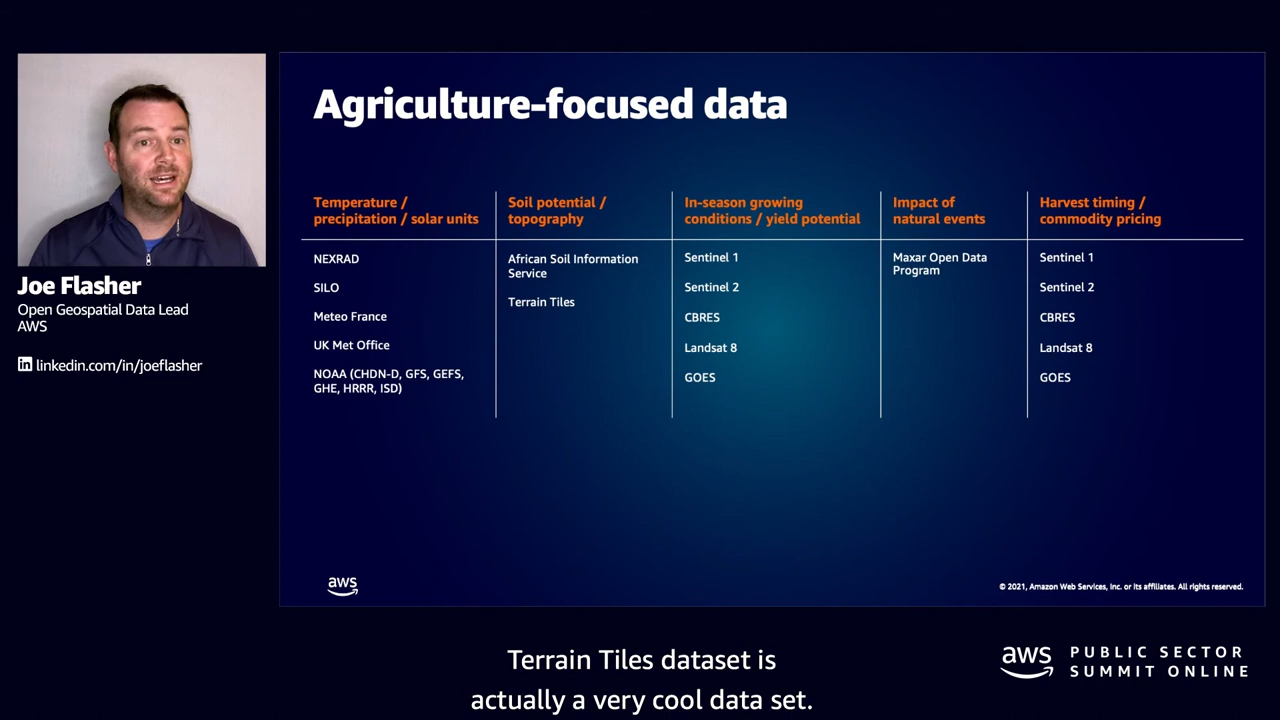 Joe Flasher
Open Geospatial Data Lead
AWS
in linkedin.com/in/joeflasher
Agriculture-focused data
Temperature /
precipitation / solar units
NEXRAD
SILO
Meteo France
UK Met Office
NOAA (CHDN-D, GFS, GEFS,
GHE, HRRR, ISD)
Soil potential /
topography
African Soil Information
Service
Terrain Tiles
In-season growing
conditions / yield potential
Sentinel 1
Sentinel 2
CBRES
Landsat 8
GOES
Impact of
natural events
Maxar Open Data
Program
Harvest timing /
commodity pricing
Sentinel 1
Sentinel 2
CBRES
Landsat 8
GOES
aws
© 2021, Amazon Web Services, Inc. or its affiliates. All rights reserved.
Terrain Tiles dataset is
actually a very cool data set.
aws
PUBLIC SECTOR
SUMMIT ONLINE